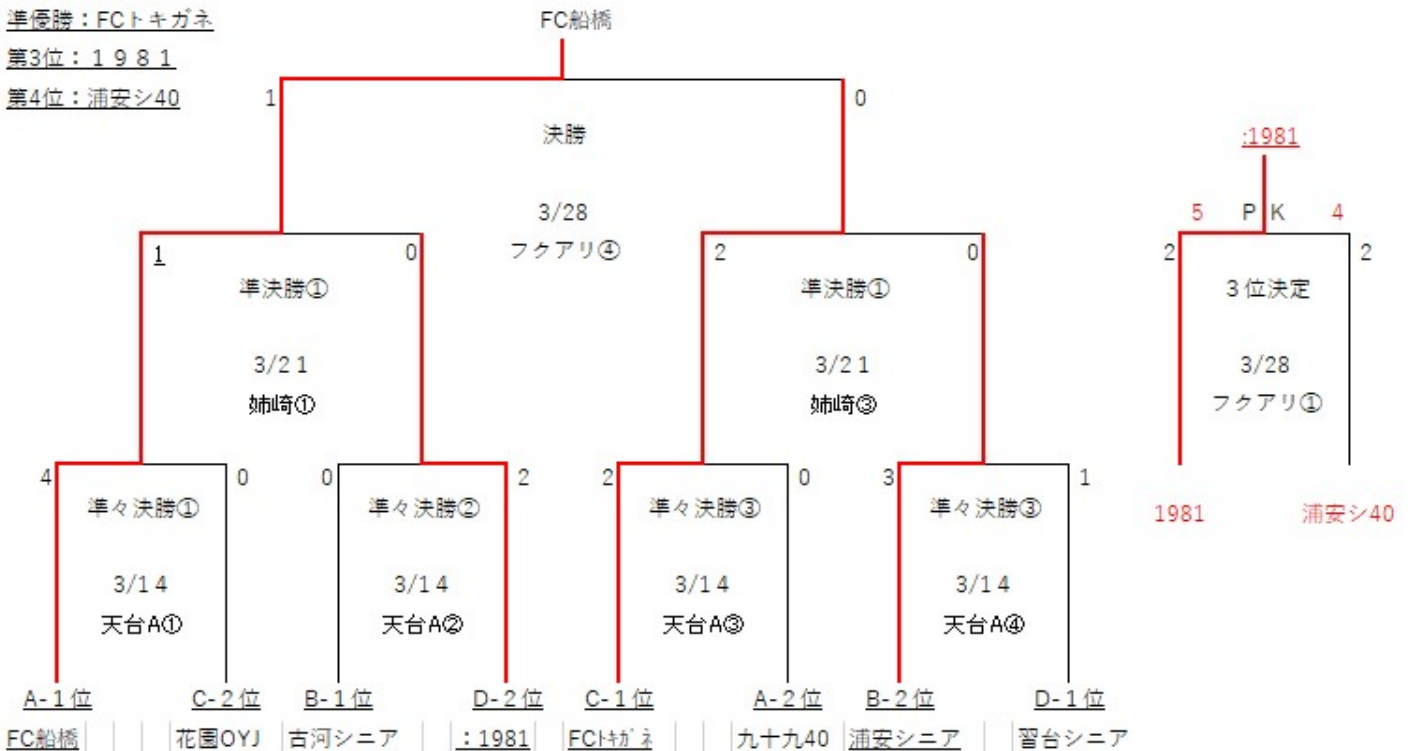 準優勝：FCトキガネ
FC船橋
第3位：１９８１
第4位：浦安シ40
1
0
決勝
:1981
3/28
フクアリ④
5 P K 4
1
0
2
0
2
2
準決勝①
準決勝①
３位決定
3/2１
3/2１
3/28
姉崎①
姉崎③
フクアリ①
4
0
0
2
2
0
3
1
準々決勝①
準々決勝②
準々決勝③
準々決勝③
1981
浦安シ40
3/1４
3/1４
3/1４
3/1４
天台A①
天台A②
天台A③
天台A④
A-１位
C-２位
B-1位
D-２位
C-１位
A-２位
B-２位
D-１位
FC船橋
花園OYJ
古河シニア
：1981
FCﾄｷｶﾞﾈ
九十九40
浦安シニア
習台シニア